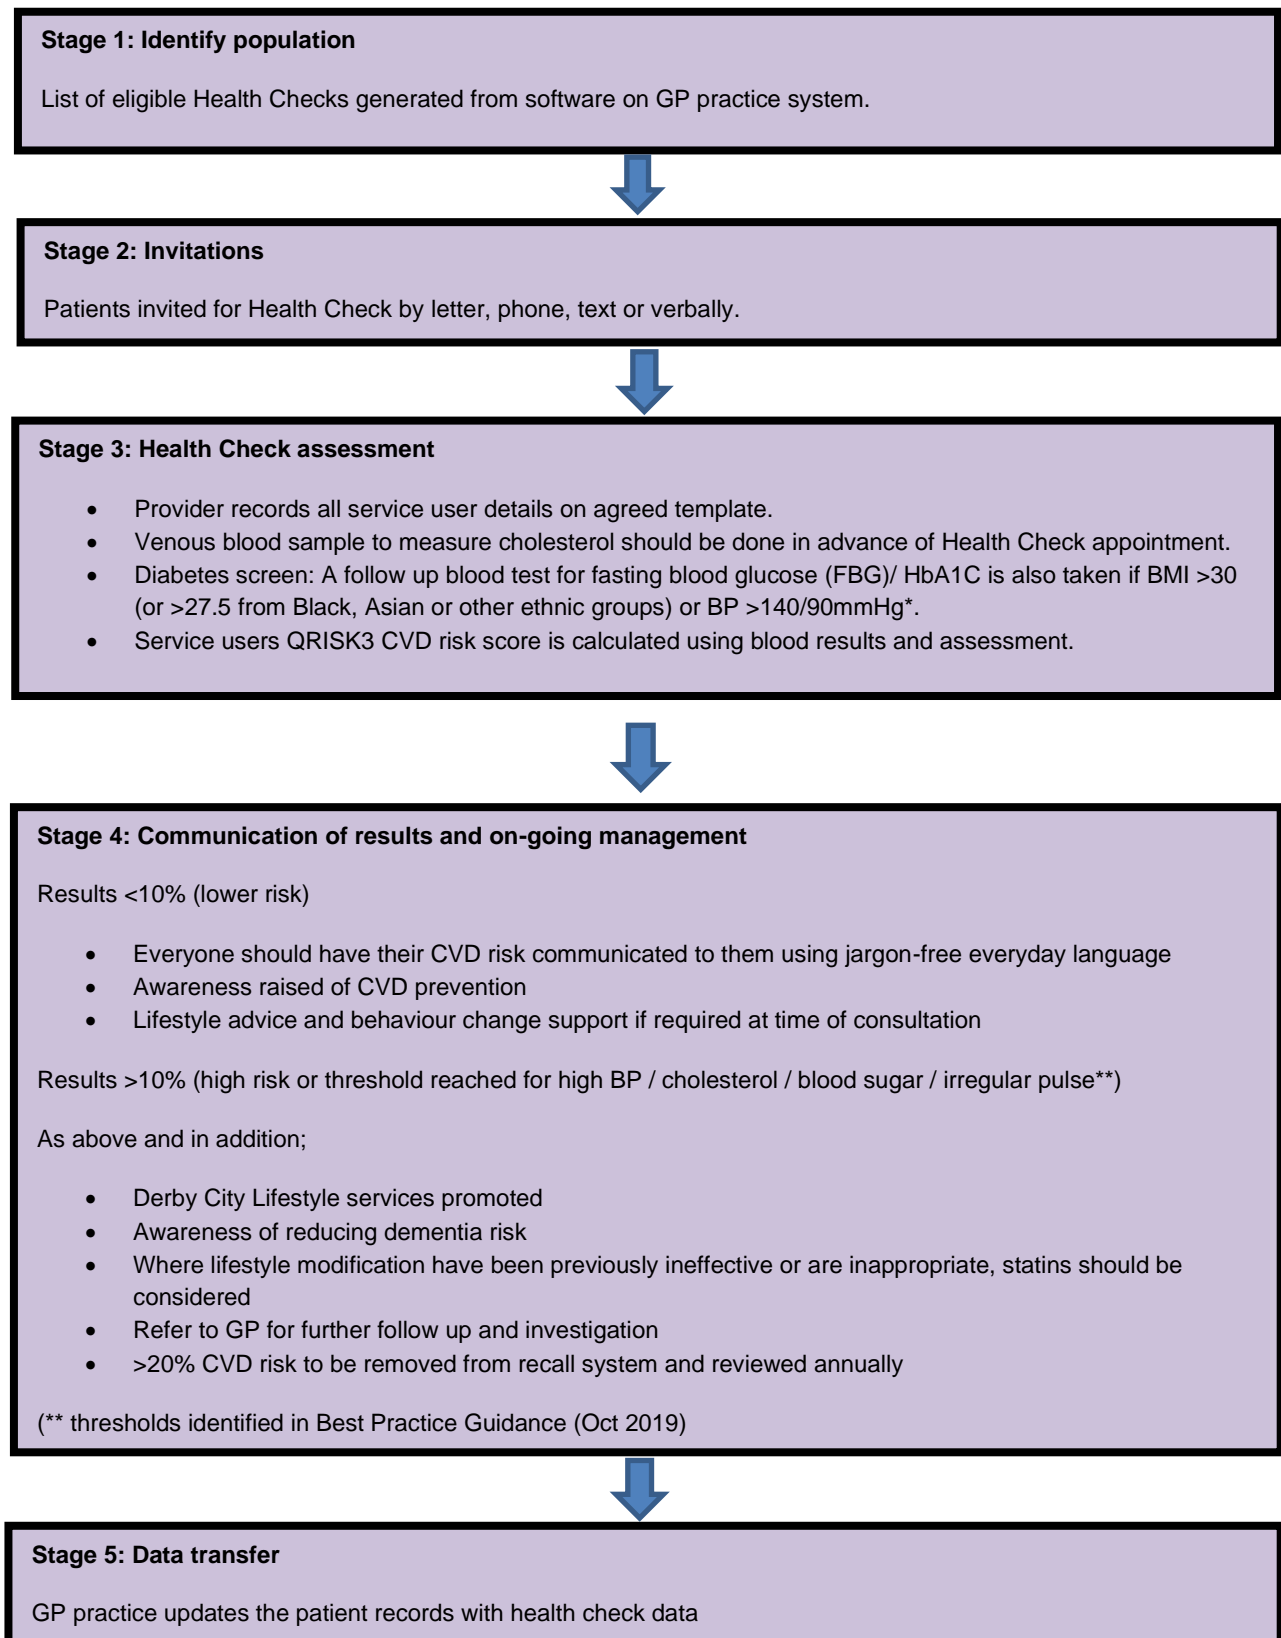 Stage 1: Identify population
List of eligible Health Checks generated from software on GP practice system.
Stage 2: Invitations
Patients invited for Health Check by letter, phone, text or verbally.
Stage 3: Health Check assessment
• Provider records all service user details on agreed template.
• Venous blood sample to measure cholesterol should be done in advance of Health Check appointment.
• Diabetes screen: A follow up blood test for fasting blood glucose (FBG)/ HbA1C is also taken if BMI >30
(or >27.5 from Black, Asian or other ethnic groups) or BP >140/90mmHg*.
• Service users QRISK3 CVD risk score is calculated using blood results and assessment.
Stage 4: Communication of results and on-going management
Results <10% (lower risk)
• Everyone should have their CVD risk communicated to them using jargon-free everyday language
• Awareness raised of CVD prevention
• Lifestyle advice and behaviour change support if required at time of consultation
Results >10% (high risk or threshold reached for high BP / cholesterol / blood sugar / irregular pulse**)
As above and in addition;
• Derby City Lifestyle services promoted
• Awareness of reducing dementia risk
• Where lifestyle modification have been previously ineffective or are inappropriate, statins should be
considered
• Refer to GP for further follow up and investigation
• >20% CVD risk to be removed from recall system and reviewed annually
(** thresholds identified in Best Practice Guidance (Oct 2019)
Stage 5: Data transfer
GP practice updates the patient records with health check data